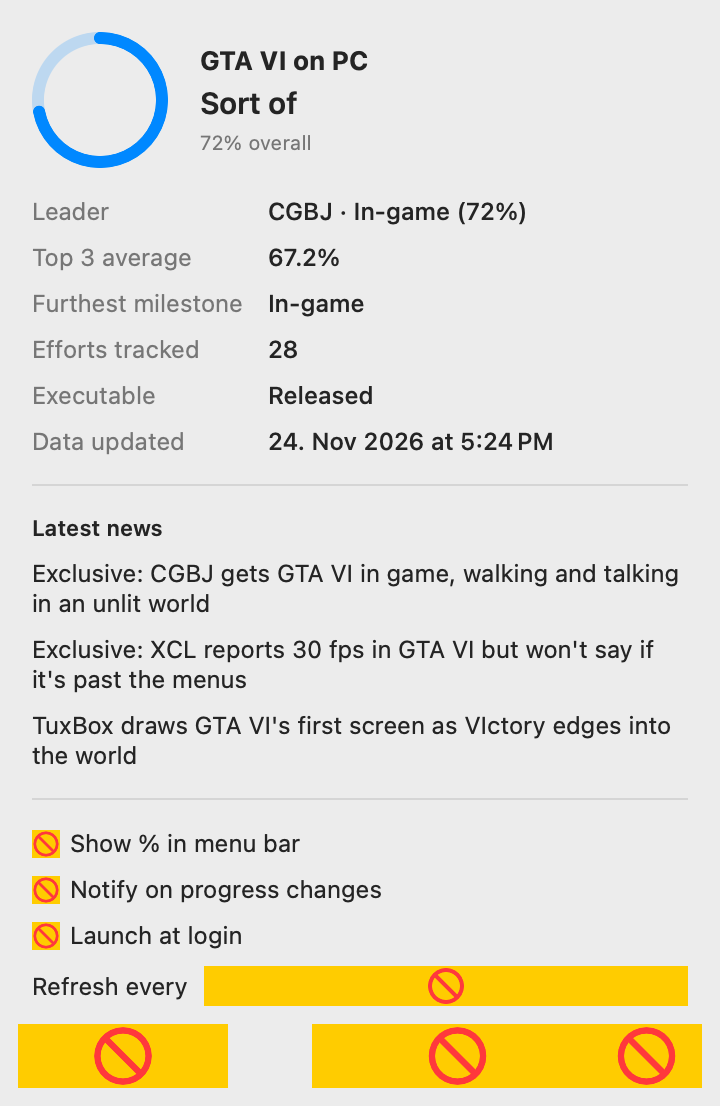 GTA VI on PC
Sort of
72% overall
Leader CGBJ · In-game (72%)
Top 3 average 67.2%
Furthest milestone In-game
Efforts tracked 28
Executable Released
Data updated 24. Nov 2026 at 5:24 PM
Latest news
Exclusive: CGBJ gets GTA VI in game, walking and talking
in an unlit world
Exclusive: XCL reports 30 fps in GTA VI but won't say if
it's past the menus
TuxBox draws GTA VI's first screen as VIctory edges into
the world
Show % in menu bar
Notify on progress changes
Launch at login
Refresh every